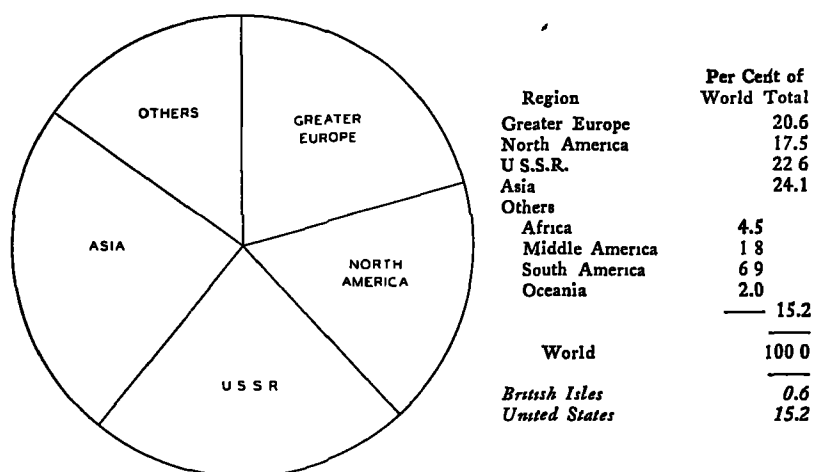 OTHERS
GREATER
EUROPE
ASIA
NORTH
AMERICA
U S S R
Per Cent of
Region World Total
Greater Europe 20.6
North America 17.5
U S.S.R. 22 6
Asia 24.1
Others
Africa 4.5
Middle America 1 8
South America 6 9
Oceania 2.0
15.2
World 100 0
British Isles 0.6
United States 15.2